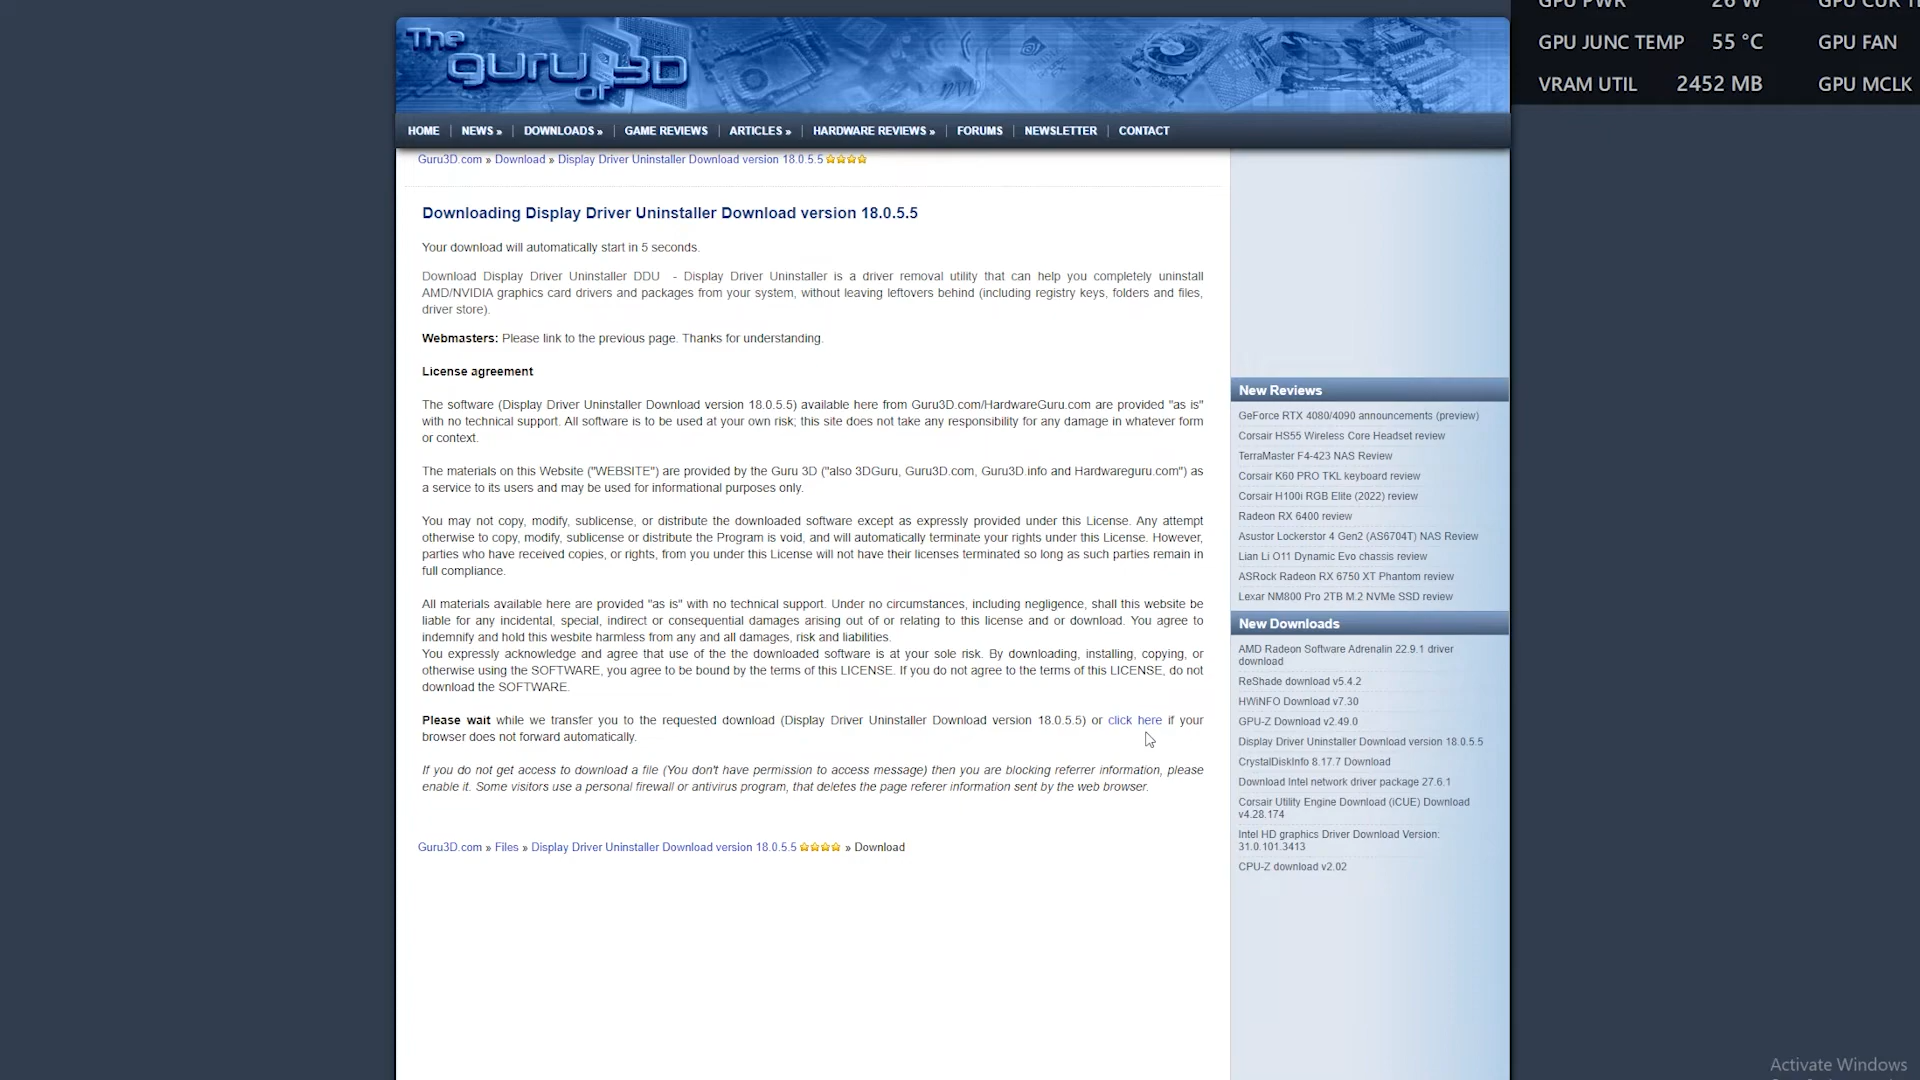 The
guru
of
3D
GPU PWR 26 W
GPU JUNC TEMP 55 °C GPU FAN
VRAM UTIL 2452 MB GPU MCLK
HOME NEWS » DOWNLOADS » GAME REVIEWS ARTICLES » HARDWARE REVIEWS » FORUMS NEWSLETTER CONTACT
Guru3D.com » Download » Display Driver Uninstaller Download version 18.0.5.5
Downloading Display Driver Uninstaller Download version 18.0.5.5
Your download will automatically start in 5 seconds.
Download Display Driver Uninstaller DDU - Display Driver Uninstaller is a driver removal utility that can help you completely uninstall
AMD/NVIDIA graphics card drivers and packages from your system, without leaving leftovers behind (including registry keys, folders and files,
driver store).
Webmasters: Please link to the previous page. Thanks for understanding.
License agreement
The software (Display Driver Uninstaller Download version 18.0.5.5) available here from Guru3D.com/HardwareGuru.com are provided "as is"
with no technical support. All software is to be used at your own risk; this site does not take any responsibility for any damage in whatever form
or context.
The materials on this Website ("WEBSITE") are provided by the Guru 3D ("also 3DGuru, Guru3D.com, Guru3D.info and Hardwareguru.com") as
a service to its users and may be used for informational purposes only.
You may not copy, modify, sublicense, or distribute the downloaded software except as expressly provided under this License. Any attempt
otherwise to copy, modify, sublicense or distribute the Program is void, and will automatically terminate your rights under this License. However,
parties who have received copies, or rights, from you under this License will not have their licenses terminated so long as such parties remain in
full compliance.
All materials available here are provided "as is" with no technical support. Under no circumstances, including negligence, shall this website be
liable for any incidental, special, indirect or consequential damages arising out of or relating to this license and or download. You agree to
indemnify and hold this wesbite harmless from any and all damages, risk and liabilities.
You expressly acknowledge and agree that use of the the downloaded software is at your sole risk. By downloading, installing, copying, or
otherwise using the SOFTWARE, you agree to be bound by the terms of this LICENSE. If you do not agree to the terms of this LICENSE, do not
download the SOFTWARE.
Please wait while we transfer you to the requested download (Display Driver Uninstaller Download version 18.0.5.5) or click here if your
browser does not forward automatically.
If you do not get access to download a file (You don't have permission to access message) then you are blocking referrer information, please
enable it. Some visitors use a personal firewall or antivirus program, that deletes the page referer information sent by the web browser.
Guru3D.com » Files » Display Driver Uninstaller Download version 18.0.5.5 » Download
New Reviews
GeForce RTX 4080/4090 announcements (preview)
Corsair HS55 Wireless Core Headset review
TerraMaster F4-423 NAS Review
Corsair K60 PRO TKL keyboard review
Corsair H100i RGB Elite (2022) review
Radeon RX 6400 review
Asustor Lockerstor 4 Gen2 (AS6704T) NAS Review
Lian Li O11 Dynamic Evo chassis review
ASRock Radeon RX 6750 XT Phantom review
Lexar NM800 Pro 2TB M.2 NVMe SSD review
New Downloads
AMD Radeon Software Adrenalin 22.9.1 driver
download
ReShade download v5.4.2
HWiNFO Download v7.30
GPU-Z Download v2.49.0
Display Driver Uninstaller Download version 18.0.5.5
CrystalDiskInfo 8.17.7 Download
Download Intel network driver package 27.6.1
Corsair Utility Engine Download (iCUE) Download
v4.28.174
Intel HD graphics Driver Download Version:
31.0.101.3413
CPU-Z download v2.02
Activate Windows